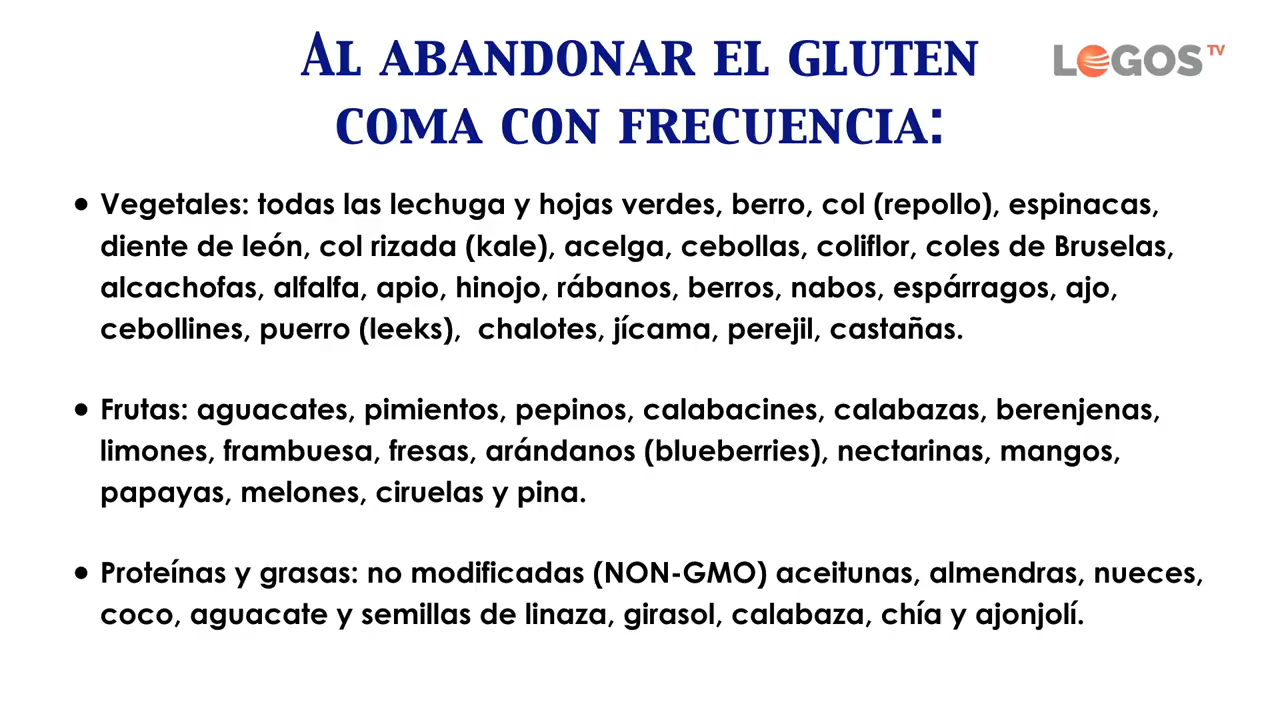 AL ABANDONAR EL GLUTEN
COMA CON FRECUENCIA:
LOGOS TV
• Vegetales: todas las lechuga y hojas verdes, berro, col (repollo), espinacas,
diente de león, col rizada (kale), acelga, cebollas, coliflor, coles de Bruselas,
alcachofas, alfalfa, apio, hinojo, rábanos, berros, nabos, espárragos, ajo,
cebollines, puerro (leeks), chalotes, jícama, perejil, castañas.
• Frutas: aguacates, pimientos, pepinos, calabacines, calabazas, berenjenas,
limones, frambuesa, fresas, arándanos (blueberries), nectarinas, mangos,
papayas, melones, ciruelas y pina.
• Proteínas y grasas: no modificadas (NON-GMO) aceitunas, almendras, nueces,
coco, aguacate y semillas de linaza, girasol, calabaza, chía y ajonjolí.